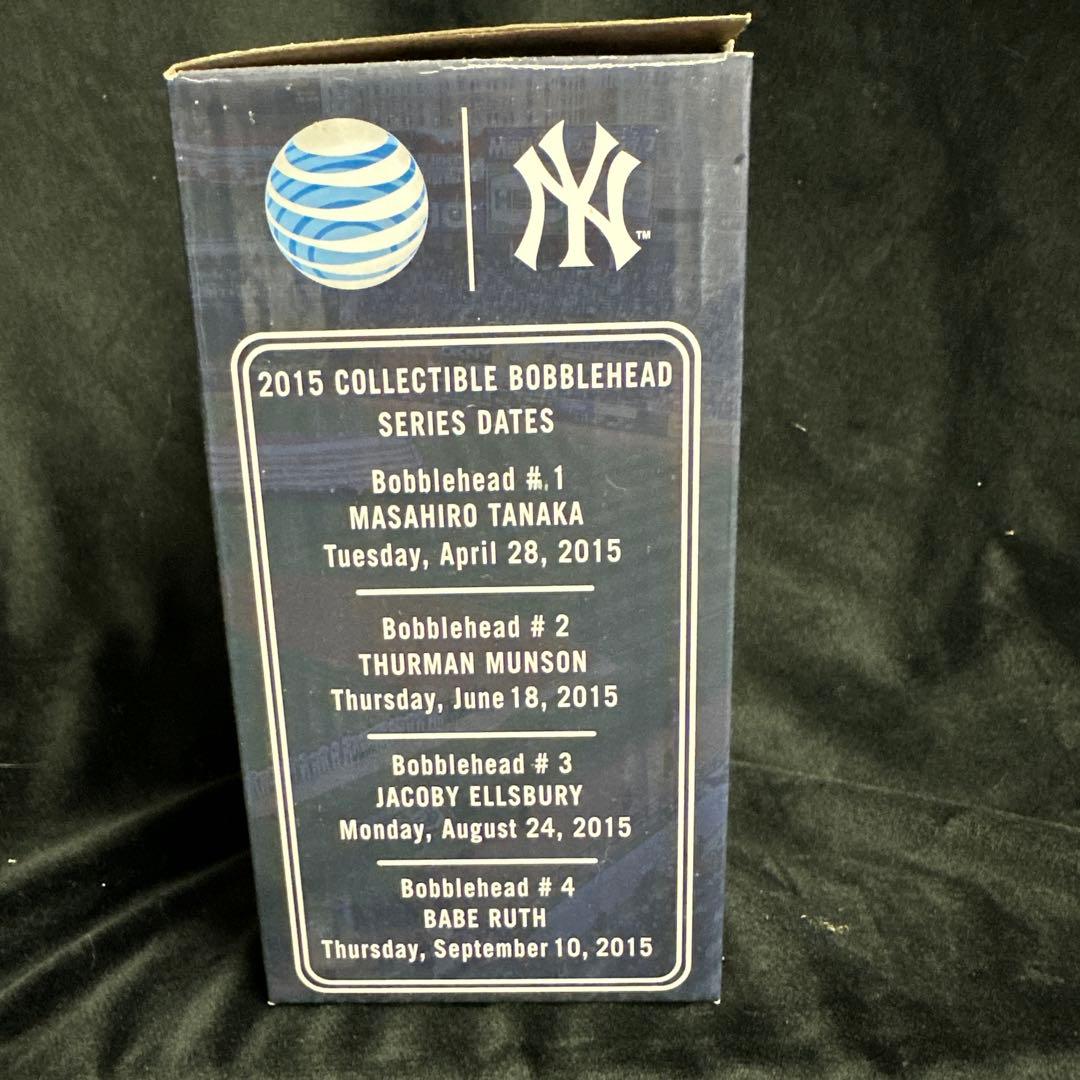 NY™
2015 COLLECTIBLE BOBBLEHEAD
SERIES DATES
Bobblehead #.1
MASAHIRO TANAKA
Tuesday, April 28, 2015
Bobblehead # 2
THURMAN MUNSON
Thursday, June 18, 2015
Bobblehead # 3
JACOBY ELLSBURY
Monday, August 24, 2015
Bobblehead # 4
BABE RUTH
Thursday, September 10, 2015